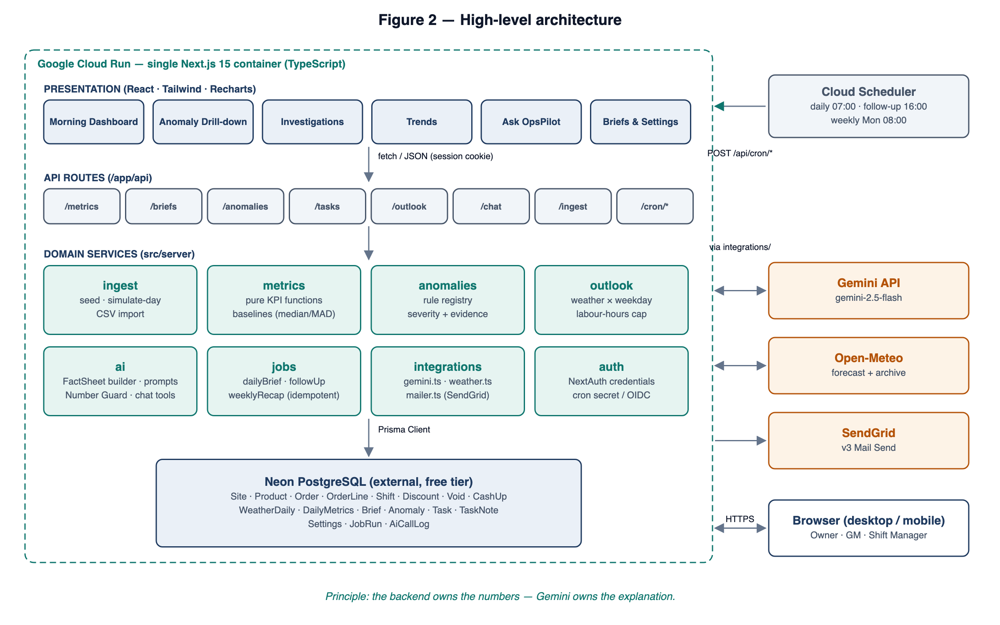 Figure 2 — High-level architecture
Google Cloud Run — single Next.js 15 container (TypeScript)
PRESENTATION (React · Tailwind · Recharts)
Morning Dashboard
Anomaly Drill-down
Investigations
Trends
Ask OpsPilot
Briefs & Settings
Cloud Scheduler
daily 07:00 · follow-up 16:00
weekly Mon 08:00
fetch / JSON (session cookie)
POST /api/cron/*
API ROUTES (/app/api)
/metrics
/briefs
/anomalies
/tasks
/outlook
/chat
/ingest
/cron/*
via integrations/
DOMAIN SERVICES (src/server)
ingest
seed · simulate-day
CSV import
metrics
pure KPI functions
baselines (median/MAD)
anomalies
rule registry
severity + evidence
outlook
weather × weekday
labour-hours cap
Gemini API
gemini-2.5-flash
ai
FactSheet builder · prompts
Number Guard · chat tools
jobs
dailyBrief · followUp
weeklyRecap (idempotent)
integrations
gemini.ts · weather.ts
mailer.ts (SendGrid)
auth
NextAuth credentials
cron secret / OIDC
Open-Meteo
forecast + archive
Prisma Client
SendGrid
v3 Mail Send
Neon PostgreSQL (external, free tier)
Site · Product · Order · OrderLine · Shift · Discount · Void · CashUp
WeatherDaily · DailyMetrics · Brief · Anomaly · Task · TaskNote
Settings · JobRun · AiCallLog
HTTPS
Browser (desktop / mobile)
Owner · GM · Shift Manager
Principle: the backend owns the numbers — Gemini owns the explanation.